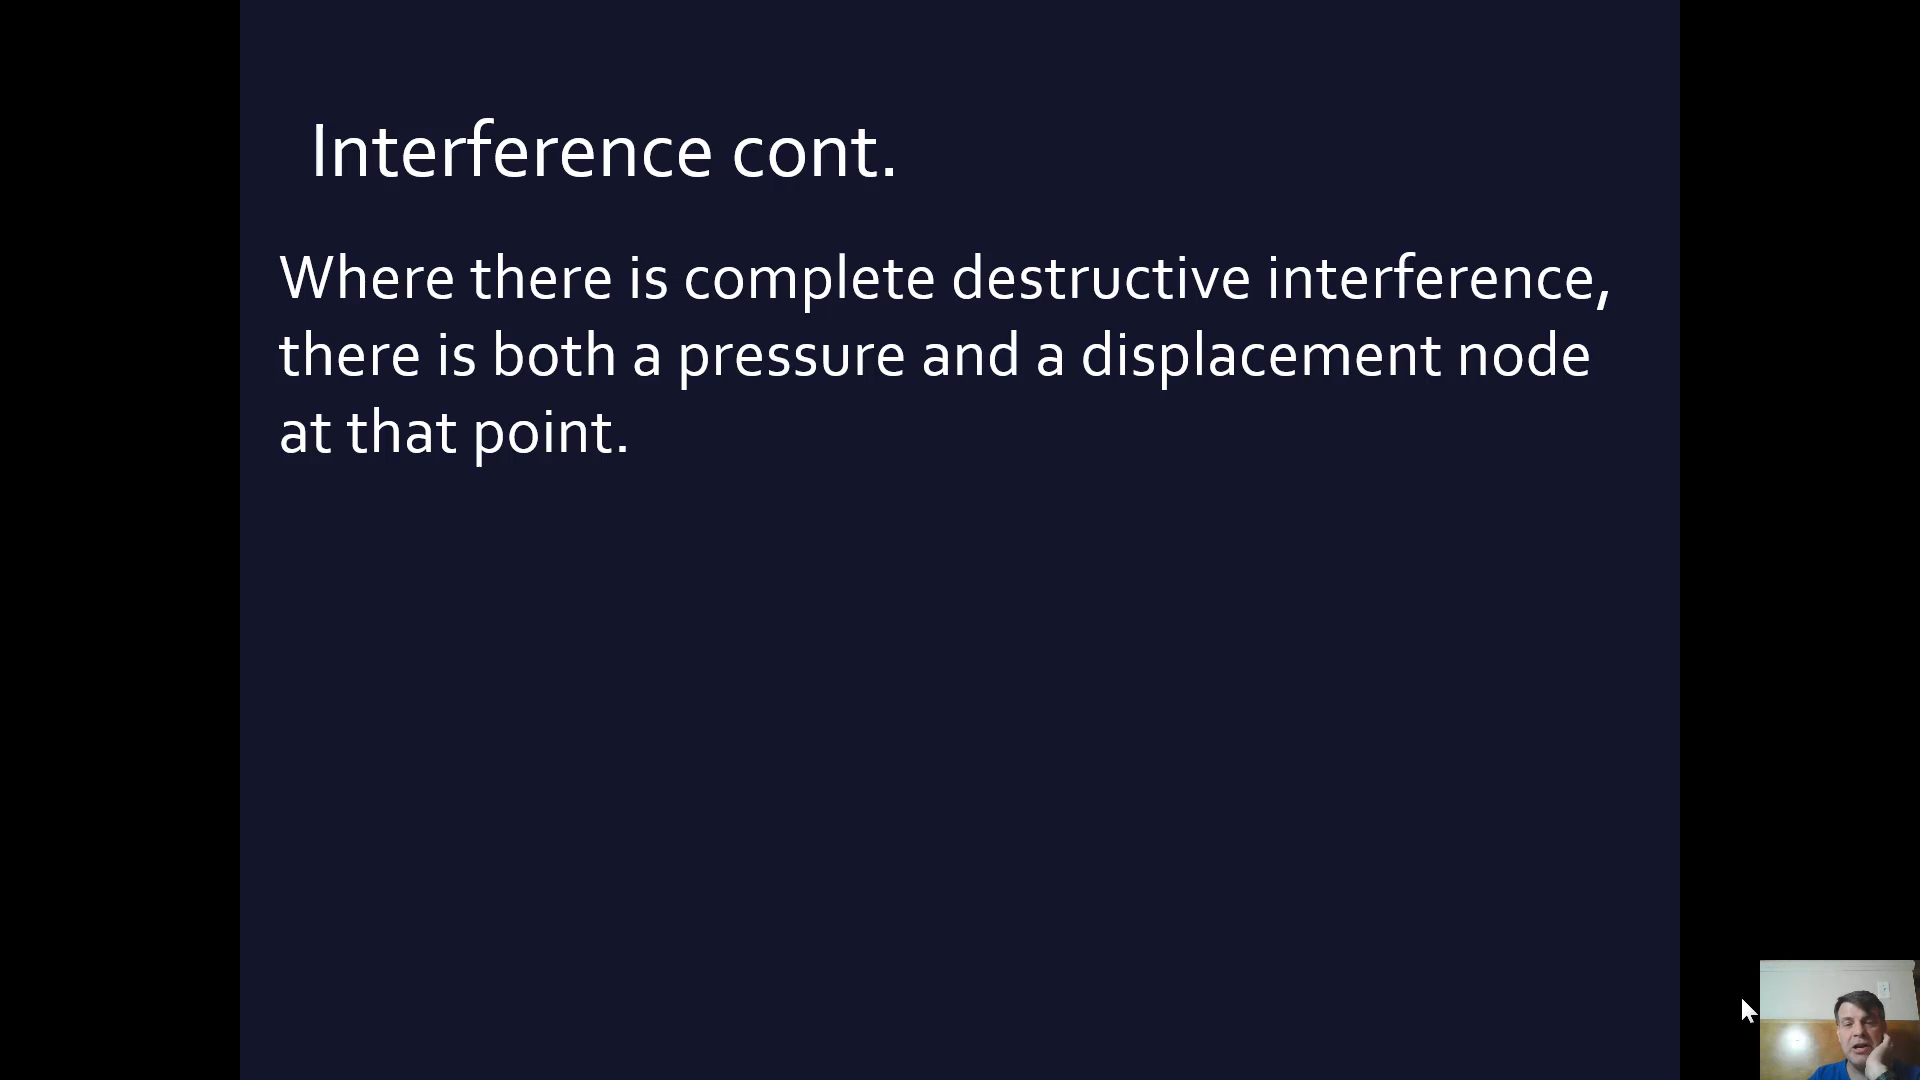 Interference cont.
Where there is complete destructive interference,
there is both a pressure and a displacement node
at that point.